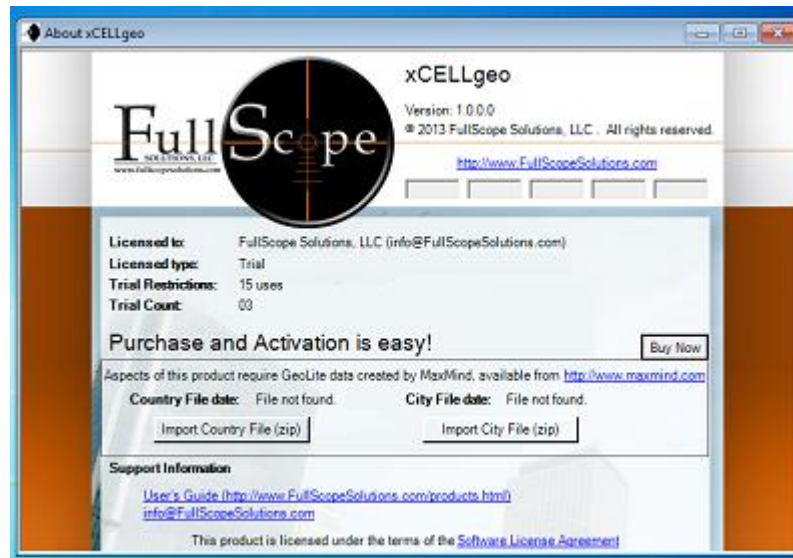 About xCELLgeo
xCELLgeo
Version: 1.0.0.0
© 2013 FullScope Solutions, LLC . All rights reserved.
http://www.FullScopeSolutions.com
Full Scope
SOLUTIONS, LLC
www.fullscopesolutions.com
Licensed to: FullScope Solutions, LLC (info@FullScopeSolutions.com)
Licensed type: Trial
Trial Restrictions: 15 uses
Trial Count: 03
Purchase and Activation is easy!
Buy Now
Aspects of this product require GeoLite data created by MaxMind, available from http://www.maxmind.com
Country File date: File not found. City File date: File not found.
Import Country File (zip) Import City File (zip)
Support Information
User's Guide (http://www.FullScopeSolutions.com/products.html)
info@FullScopeSolutions.com
This product is licensed under the terms of the Software License Agreement